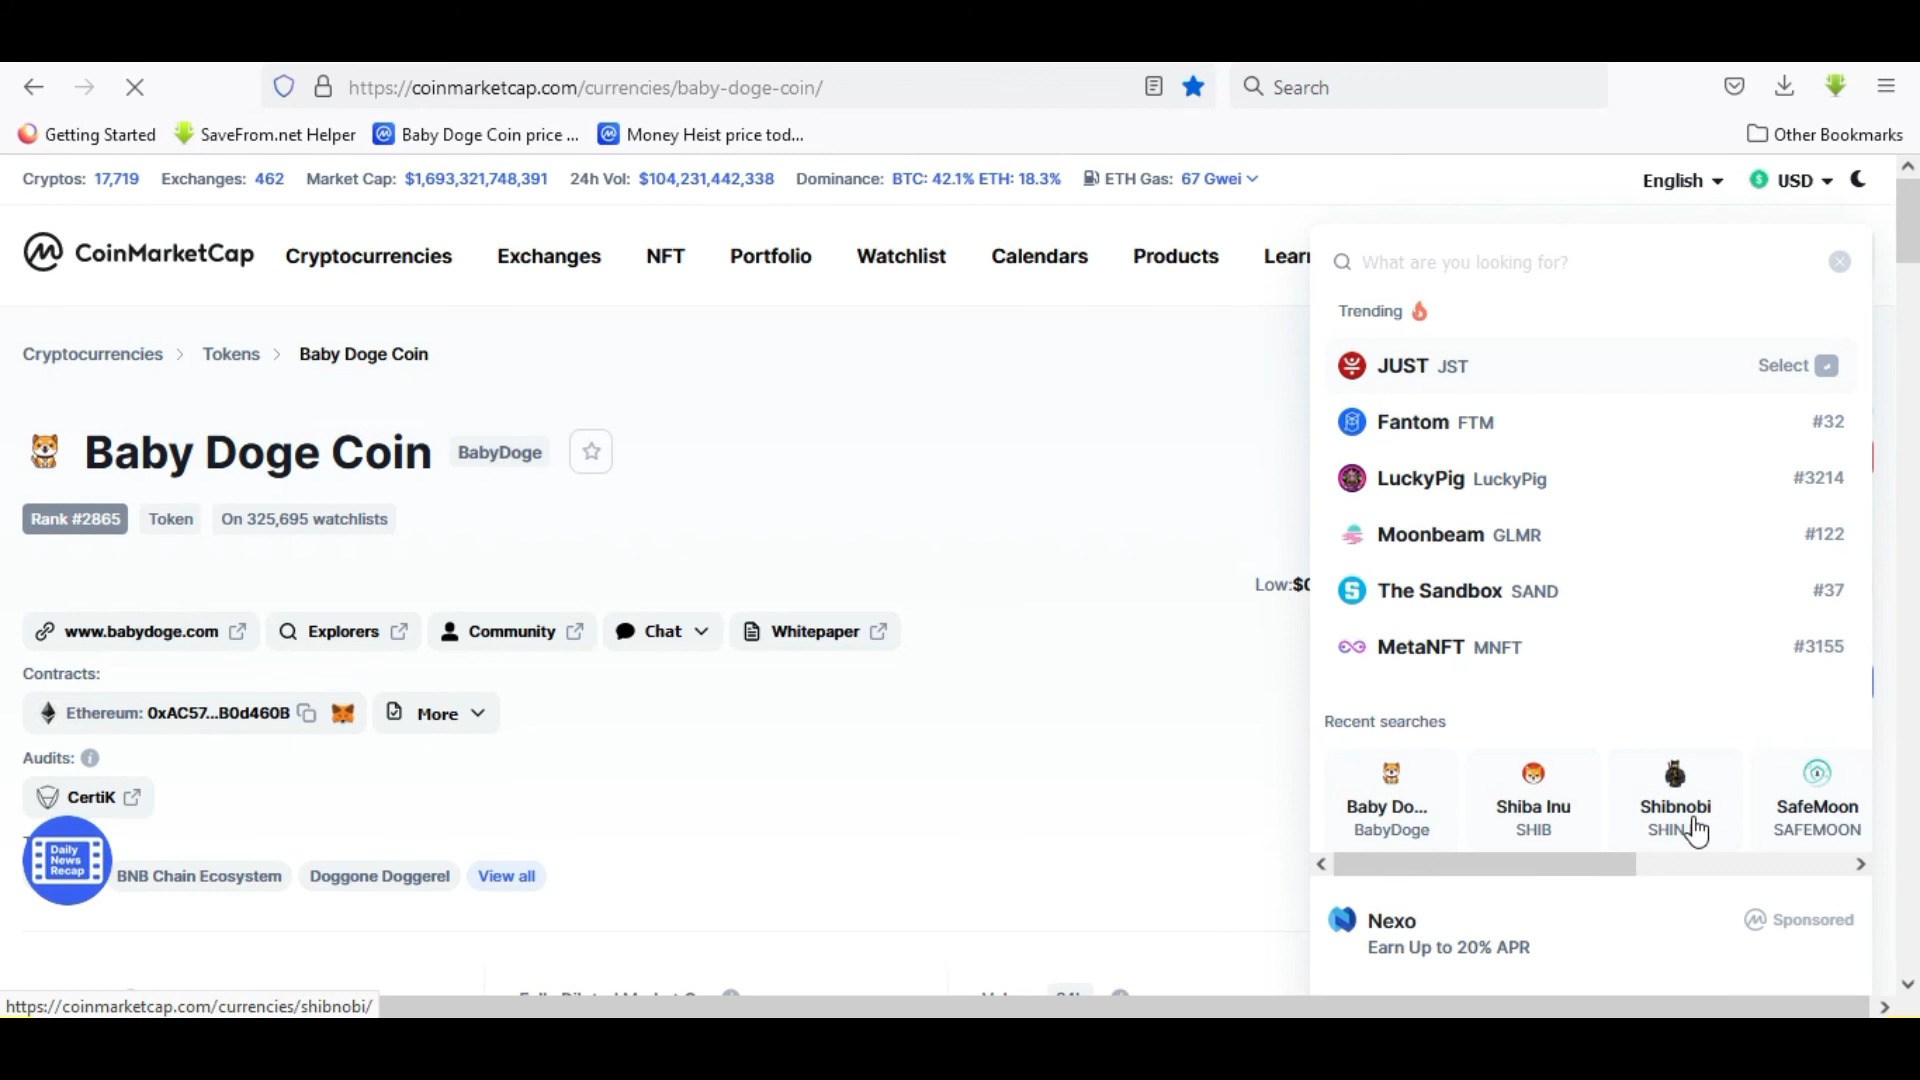 https://coinmarketcap.com/currencies/baby-doge-coin/
Search
Getting Started
SaveFrom.net Helper
Baby Doge Coin price ...
Money Heist price tod...
Other Bookmarks
Cryptos: 17,719 Exchanges: 462 Market Cap: $1,693,321,748,391 24h Vol: $104,231,442,338 Dominance: BTC: 42.1% ETH: 18.3% ETH Gas: 67 Gwei
English USD
CoinMarketCap
Cryptocurrencies Exchanges NFT Portfolio Watchlist Calendars Products Learn
Cryptocurrencies > Tokens > Baby Doge Coin
Baby Doge Coin BabyDoge
Rank #2865 Token On 325,695 watchlists
Low:
www.babydoge.com Explorers Community Chat Whitepaper
Contracts:
Ethereum: 0xAC57...B0d460B More
Audits:
CertiK
Daily
News
Recap
BNB Chain Ecosystem Doggone Doggerel View all
What are you looking for?
Trending
JUST JST Select
Fantom FTM #32
LuckyPig LuckyPig #3214
Moonbeam GLMR #122
The Sandbox SAND #37
MetaNFT MNFT #3155
Recent searches
Baby Do... Shiba Inu Shibnobi SafeMoon
BabyDoge SHIB SHIN SAFEMOON
Nexo Sponsored
Earn Up to 20% APR
https://coinmarketcap.com/currencies/shibnobi/